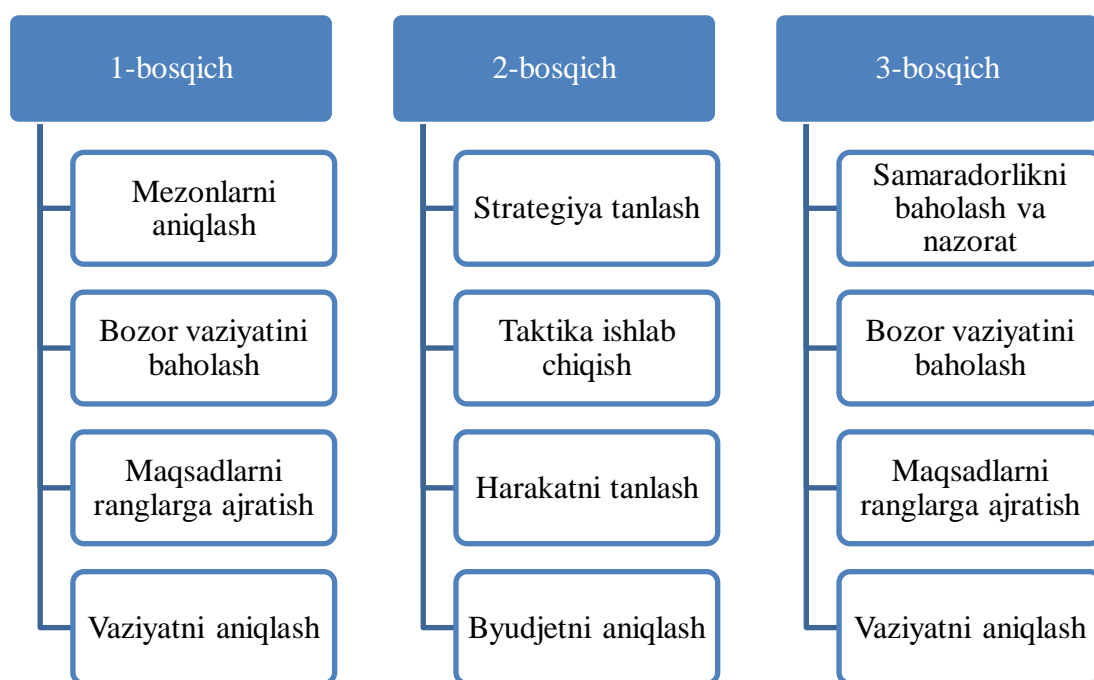 1-bosqich
Mezonlarni
aniqlash
Bozor vaziyatini
baholash
Maqsadlarni
ranglarga ajratish
Vaziyatni aniqlash
2-bosqich
Strategiya tanlash
Taktika ishlab
chiqish
Harakatni tanlash
Byudjetni aniqlash
3-bosqich
Samaradorlikni
baholash va
nazorat
Bozor vaziyatini
baholash
Maqsadlarni
ranglarga ajratish
Vaziyatni aniqlash